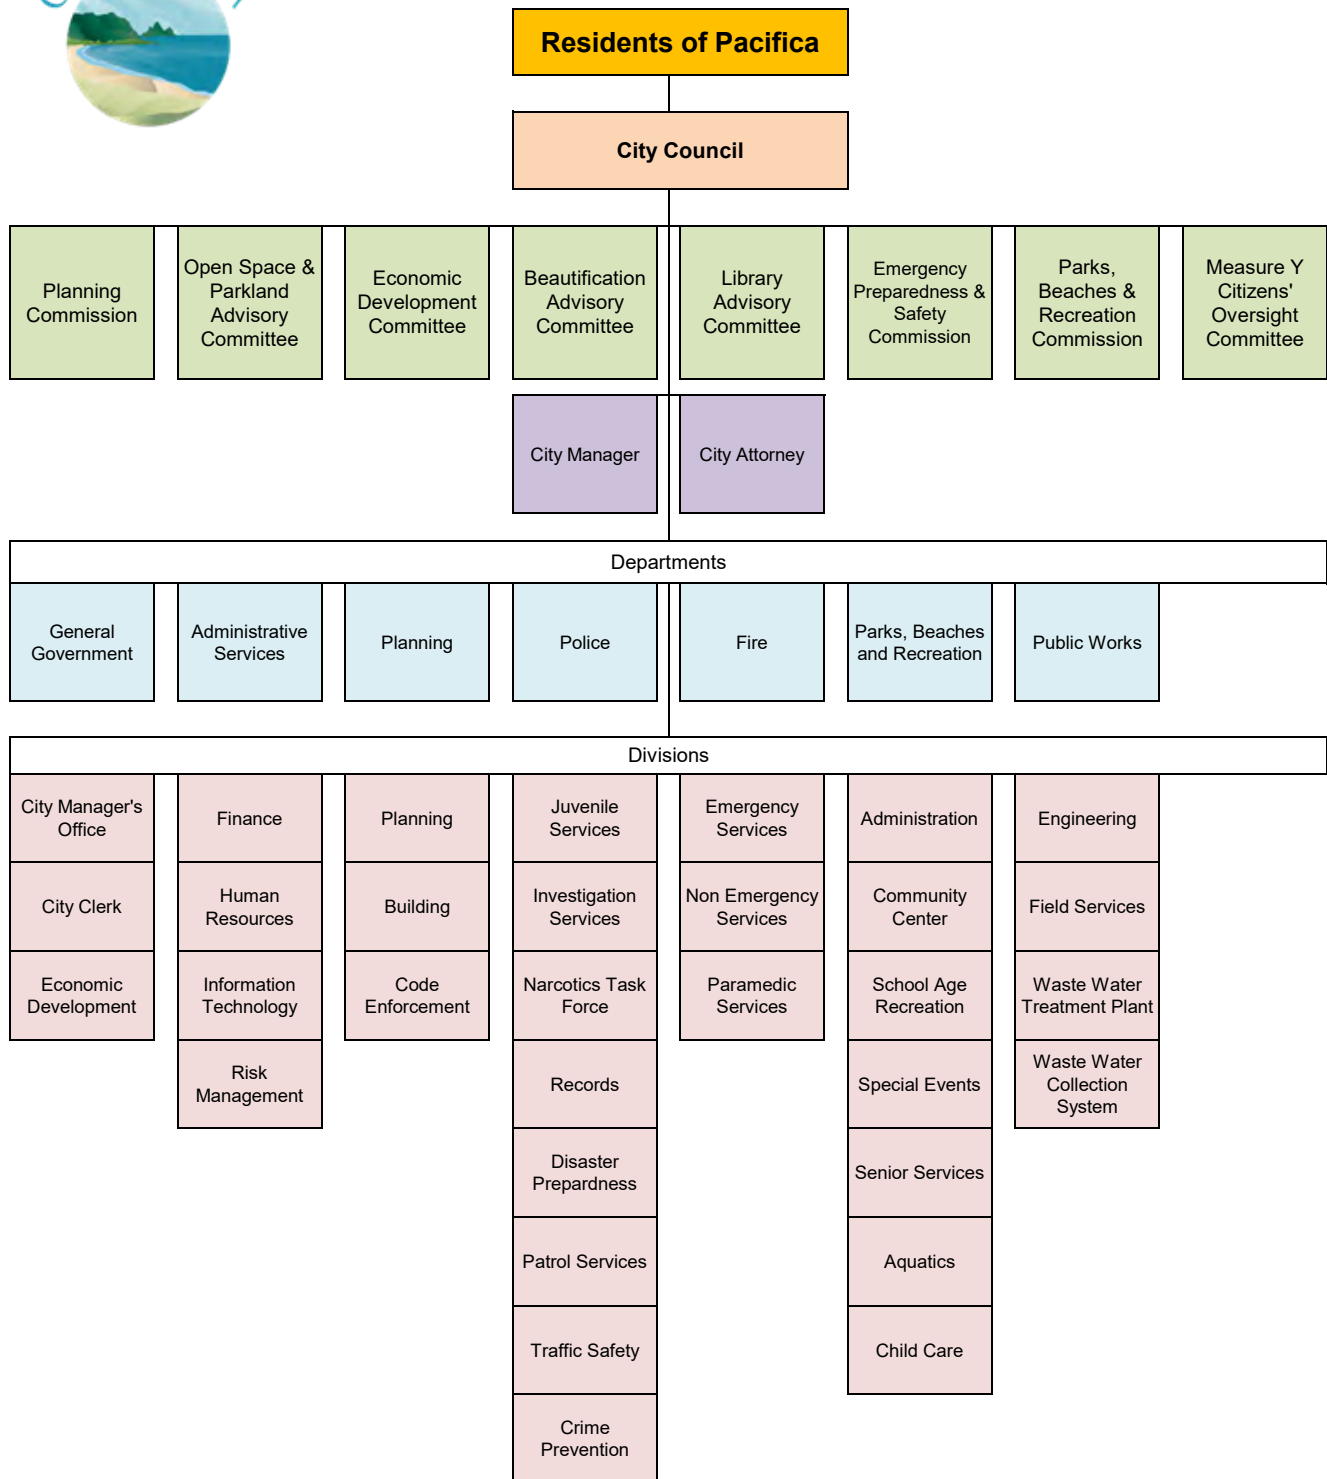 Residents of Pacifica
City Council
Planning
Commission
Open Space &
Parkland
Advisory
Committee
Economic
Development
Committee
Beautification
Advisory
Committee
Library
Advisory
Committee
Emergency
Preparedness &
Safety
Commission
Parks,
Beaches &
Recreation
Commission
Measure Y
Citizens'
Oversight
Committee
City Manager
City Attorney
Departments
General
Government
Administrative
Services
Planning
Police
Fire
Parks, Beaches
and Recreation
Public Works
Divisions
City Manager's
Office
Finance
Planning
Juvenile
Services
Emergency
Services
Administration
Engineering
City Clerk
Human
Resources
Building
Investigation
Services
Non Emergency
Services
Community
Center
Field Services
Economic
Development
Information
Technology
Code
Enforcement
Narcotics Task
Force
Paramedic
Services
School Age
Recreation
Waste Water
Treatment Plant
Risk
Management
Records
Special Events
Waste Water
Collection
System
Disaster
Prepardness
Senior Services
Patrol Services
Aquatics
Traffic Safety
Child Care
Crime
Prevention